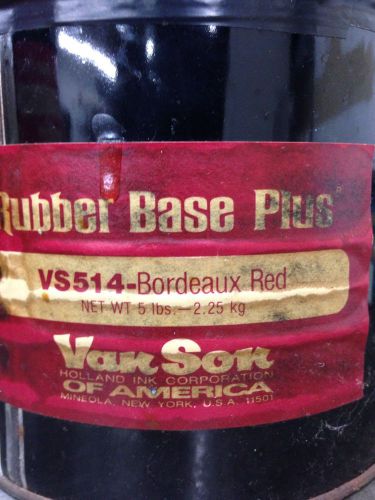 Rubber Base Plus
VS514-Bordeaux Red
NET WT 5 lbs.—2.25 kg
Van Son
HOLLAND INK CORPORATION
OF AMERICA
MINEOLA, NEW YORK, U.S.A. 11501